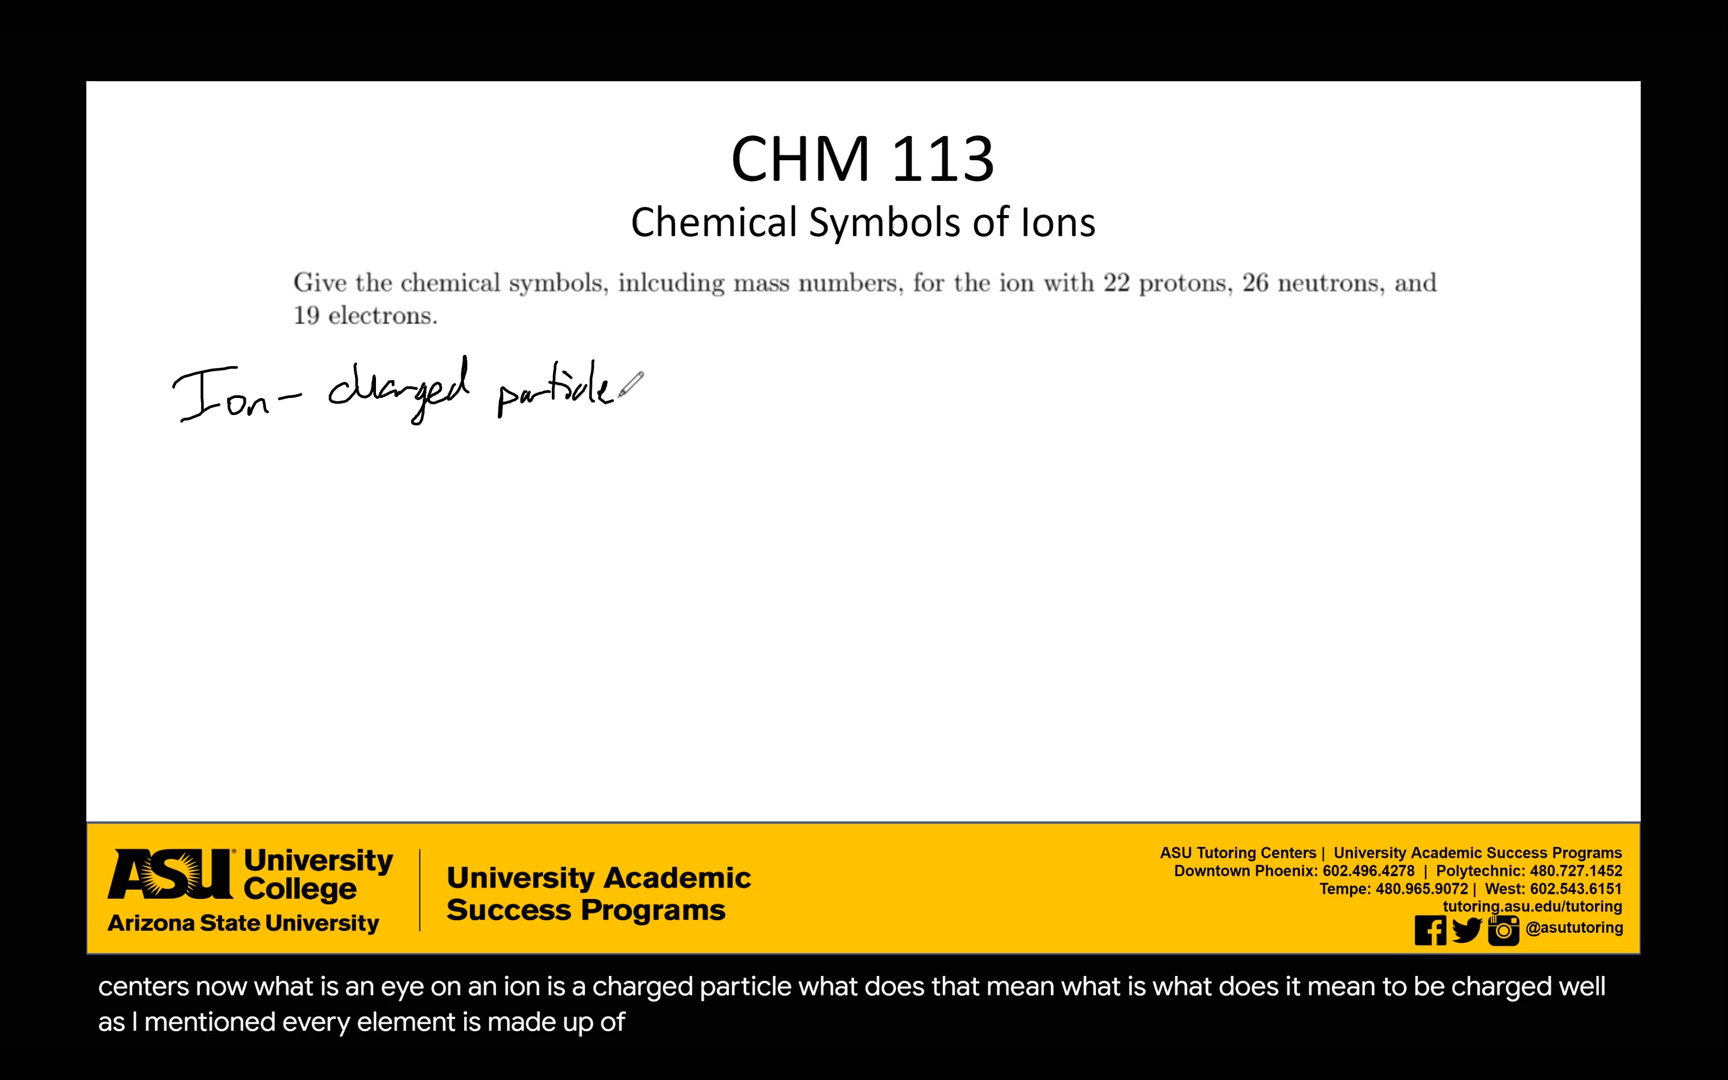 CHM 113
Chemical Symbols of Ions
Give the chemical symbols, inlcuding mass numbers, for the ion with 22 protons, 26 neutrons, and
19 electrons.
Ion - charged particle
ASU University
College
Arizona State University
University Academic
Success Programs
ASU Tutoring Centers | University Academic Success Programs
Downtown Phoenix: 602.496.4278 | Polytechnic: 480.727.1452
Tempe: 480.965.9072 | West: 602.543.6151
tutoring.asu.edu/tutoring
@asututoring
centers now what is an eye on an ion is a charged particle what does that mean what is what does it mean to be charged well
as I mentioned every element is made up of